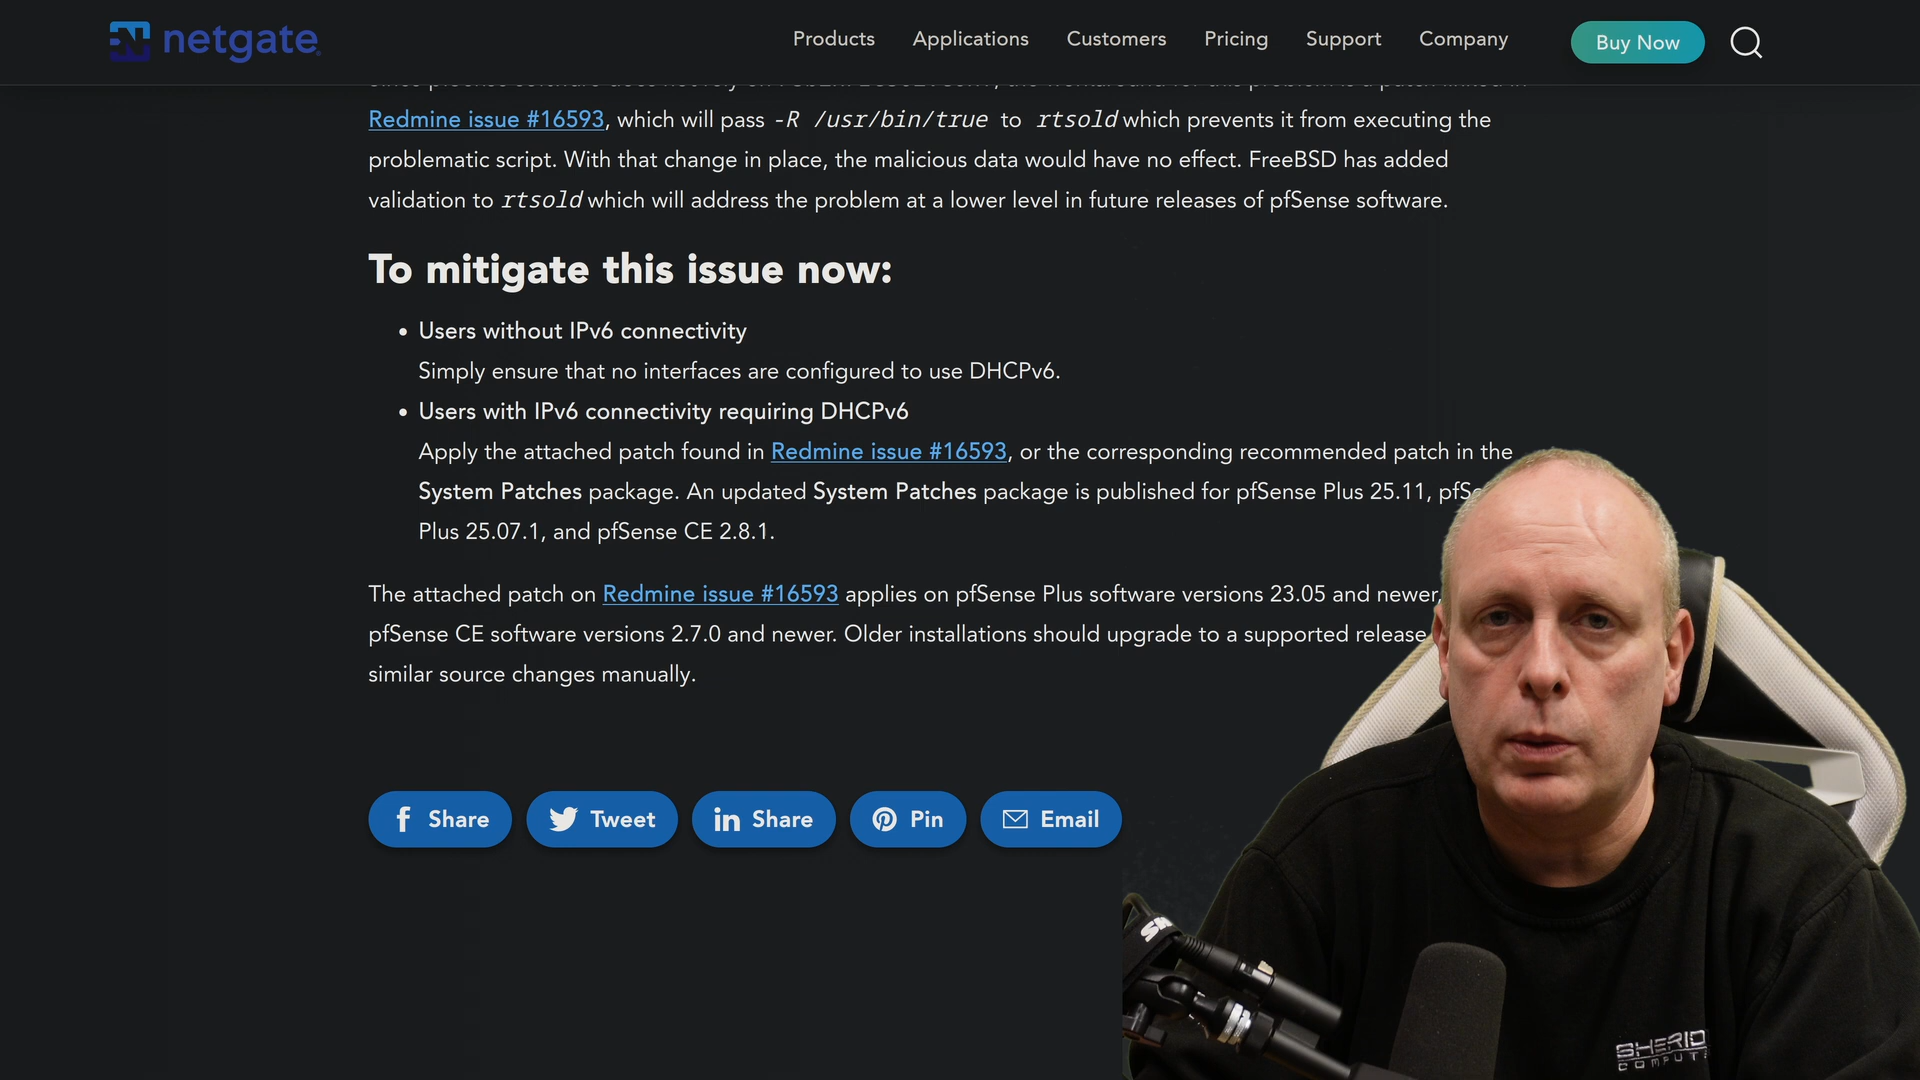 netgate
Products Applications Customers Pricing Support Company Buy Now
Redmine issue #16593, which will pass -R /usr/bin/true to rtsold which prevents it from executing the
problematic script. With that change in place, the malicious data would have no effect. FreeBSD has added
validation to rtsold which will address the problem at a lower level in future releases of pfSense software.
To mitigate this issue now:
• Users without IPv6 connectivity
Simply ensure that no interfaces are configured to use DHCPv6.
• Users with IPv6 connectivity requiring DHCPv6
Apply the attached patch found in Redmine issue #16593, or the corresponding recommended patch in the
System Patches package. An updated System Patches package is published for pfSense Plus 25.11,
Plus 25.07.1, and pfSense CE 2.8.1.
The attached patch on Redmine issue #16593 applies on pfSense Plus software versions 23.05 and newer,
pfSense CE software versions 2.7.0 and newer. Older installations should upgrade to a supported release
similar source changes manually.
Share Tweet Share Pin Email